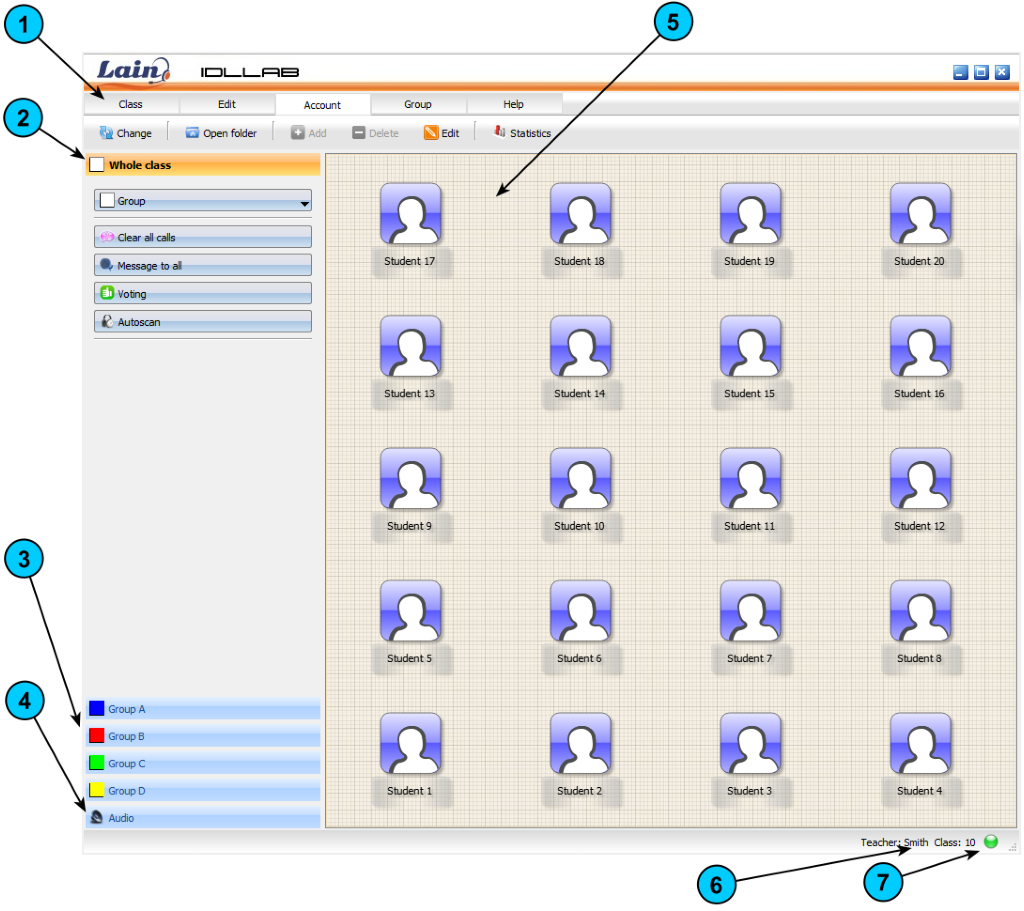 1
5
Lain IDLLAB
Class Edit Account Group Help
2
Change Open folder Add Delete Edit Statistics
Whole class
Group
Clear all calls
Message to all
Voting
Autoscan
Student 17 Student 18 Student 19 Student 20
Student 13 Student 14 Student 15 Student 16
Student 9 Student 10 Student 11 Student 12
3
Student 5 Student 6 Student 7 Student 8
4
Group A
Group B
Group C
Group D
Audio
Student 1 Student 2 Student 3 Student 4
Teacher: Smith Class: 10
6
7